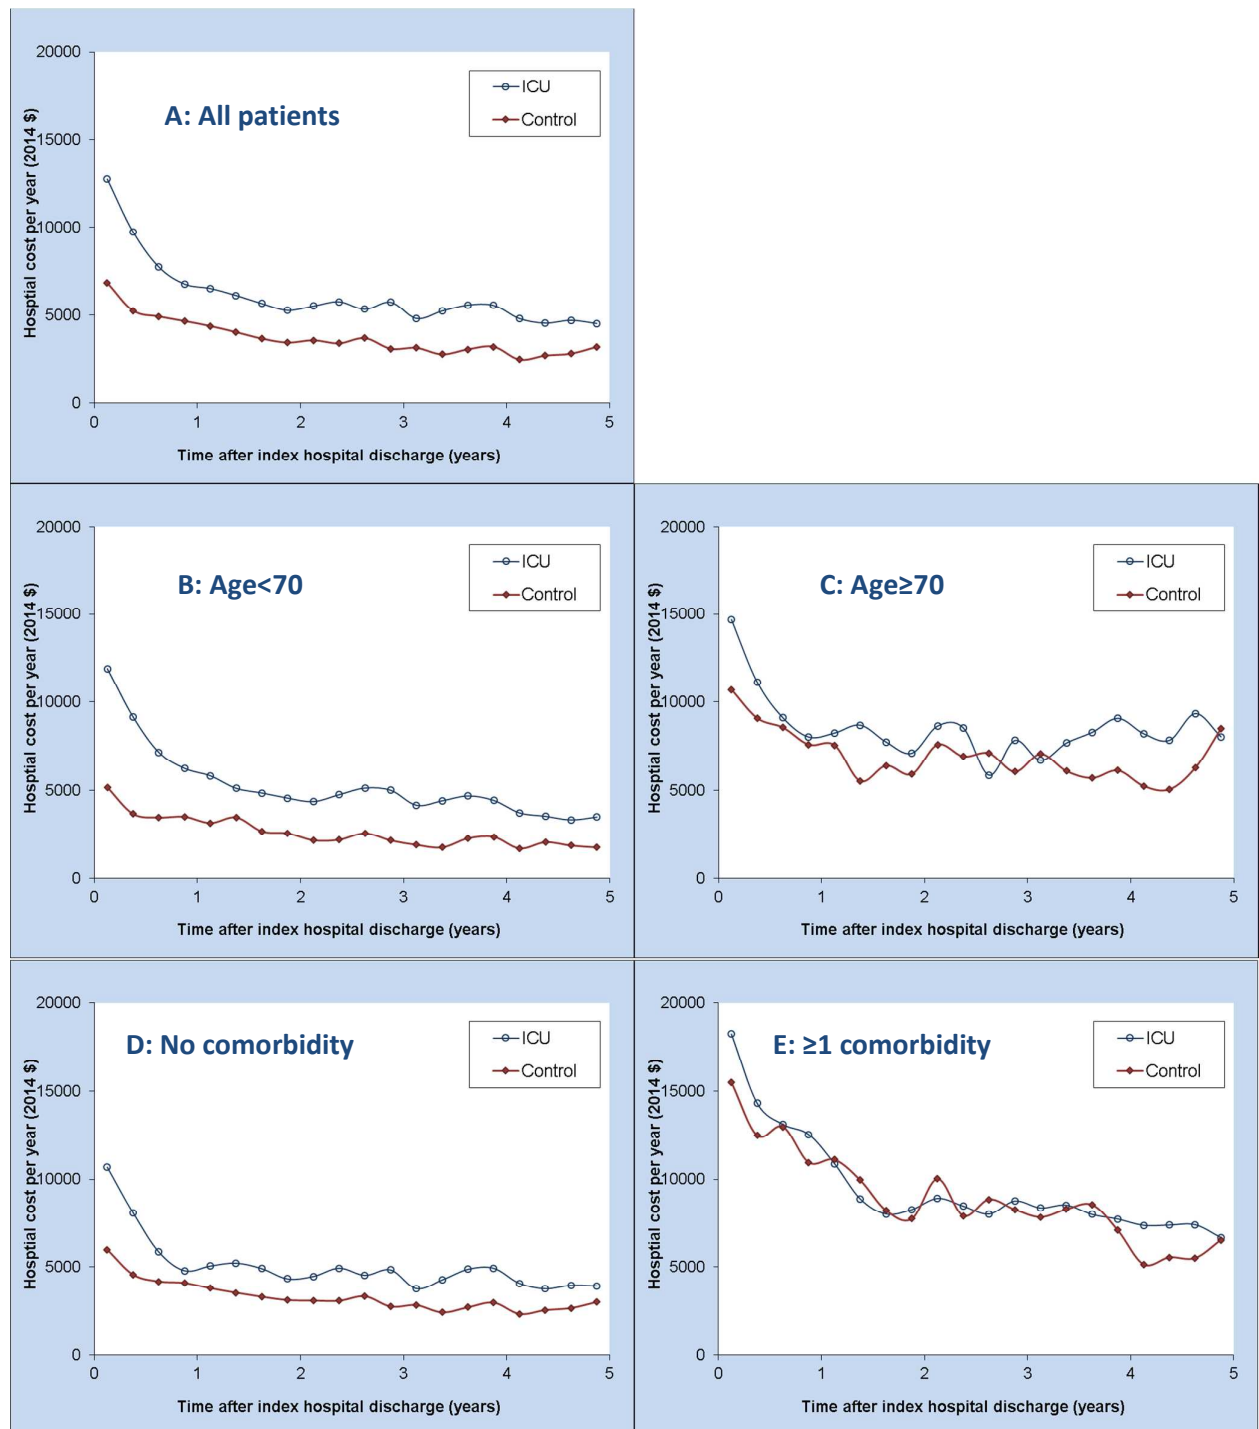 A: All patients
ICU
Control
Hosptial cost per year (2014 $)
20000
15000
10000
5000
0
0 1 2 3 4 5
Time after index hospital discharge (years)
B: Age<70
ICU
Control
Hosptial cost per year (2014 $)
20000
15000
10000
5000
0
0 1 2 3 4 5
Time after index hospital discharge (years)
C: Age≥70
ICU
Control
Hosptial cost per year (2014 $)
20000
15000
10000
5000
0
0 1 2 3 4 5
Time after index hospital discharge (years)
D: No comorbidity
ICU
Control
Hosptial cost per year (2014 $)
20000
15000
10000
5000
0
0 1 2 3 4 5
Time after index hospital discharge (years)
E: ≥1 comorbidity
ICU
Control
Hosptial cost per year (2014 $)
20000
15000
10000
5000
0
0 1 2 3 4 5
Time after index hospital discharge (years)